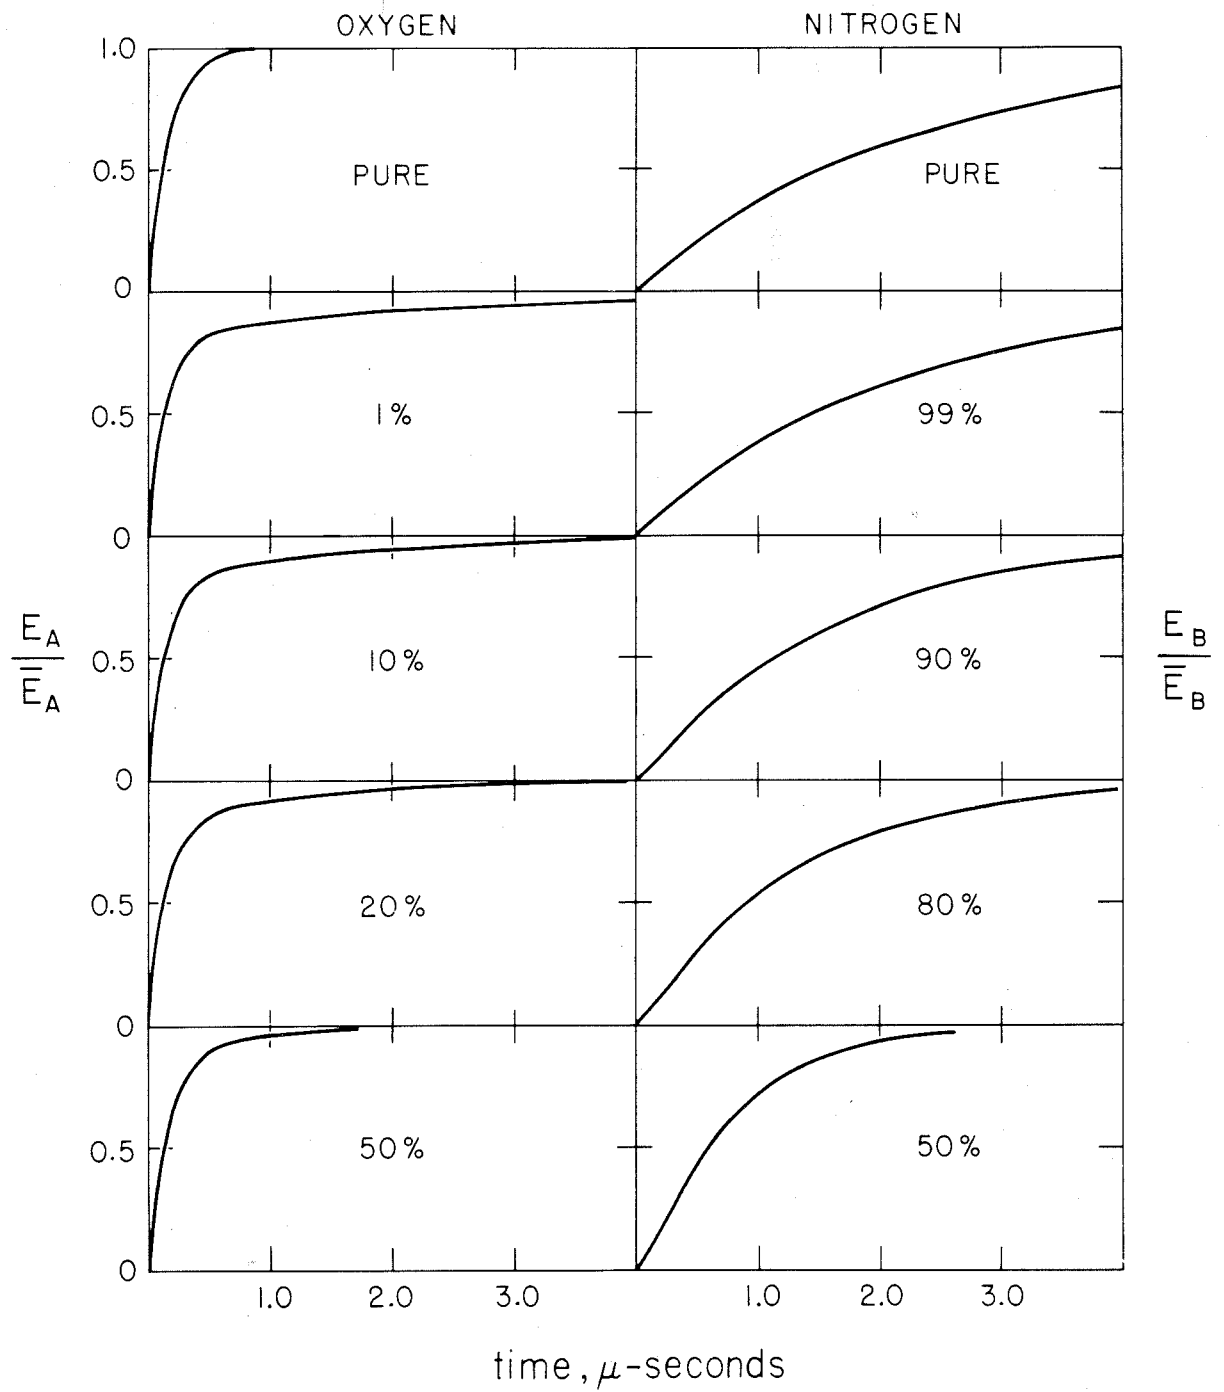 OXYGEN NITROGEN
1.0
0.5 PURE PURE
0
0.5 1% 99%
0
E_A/Ē_A 0.5 10% 90% E_B/Ē_B
0
0.5 20% 80%
0
0.5 50% 50%
0
1.0 2.0 3.0 1.0 2.0 3.0
time, μ-seconds